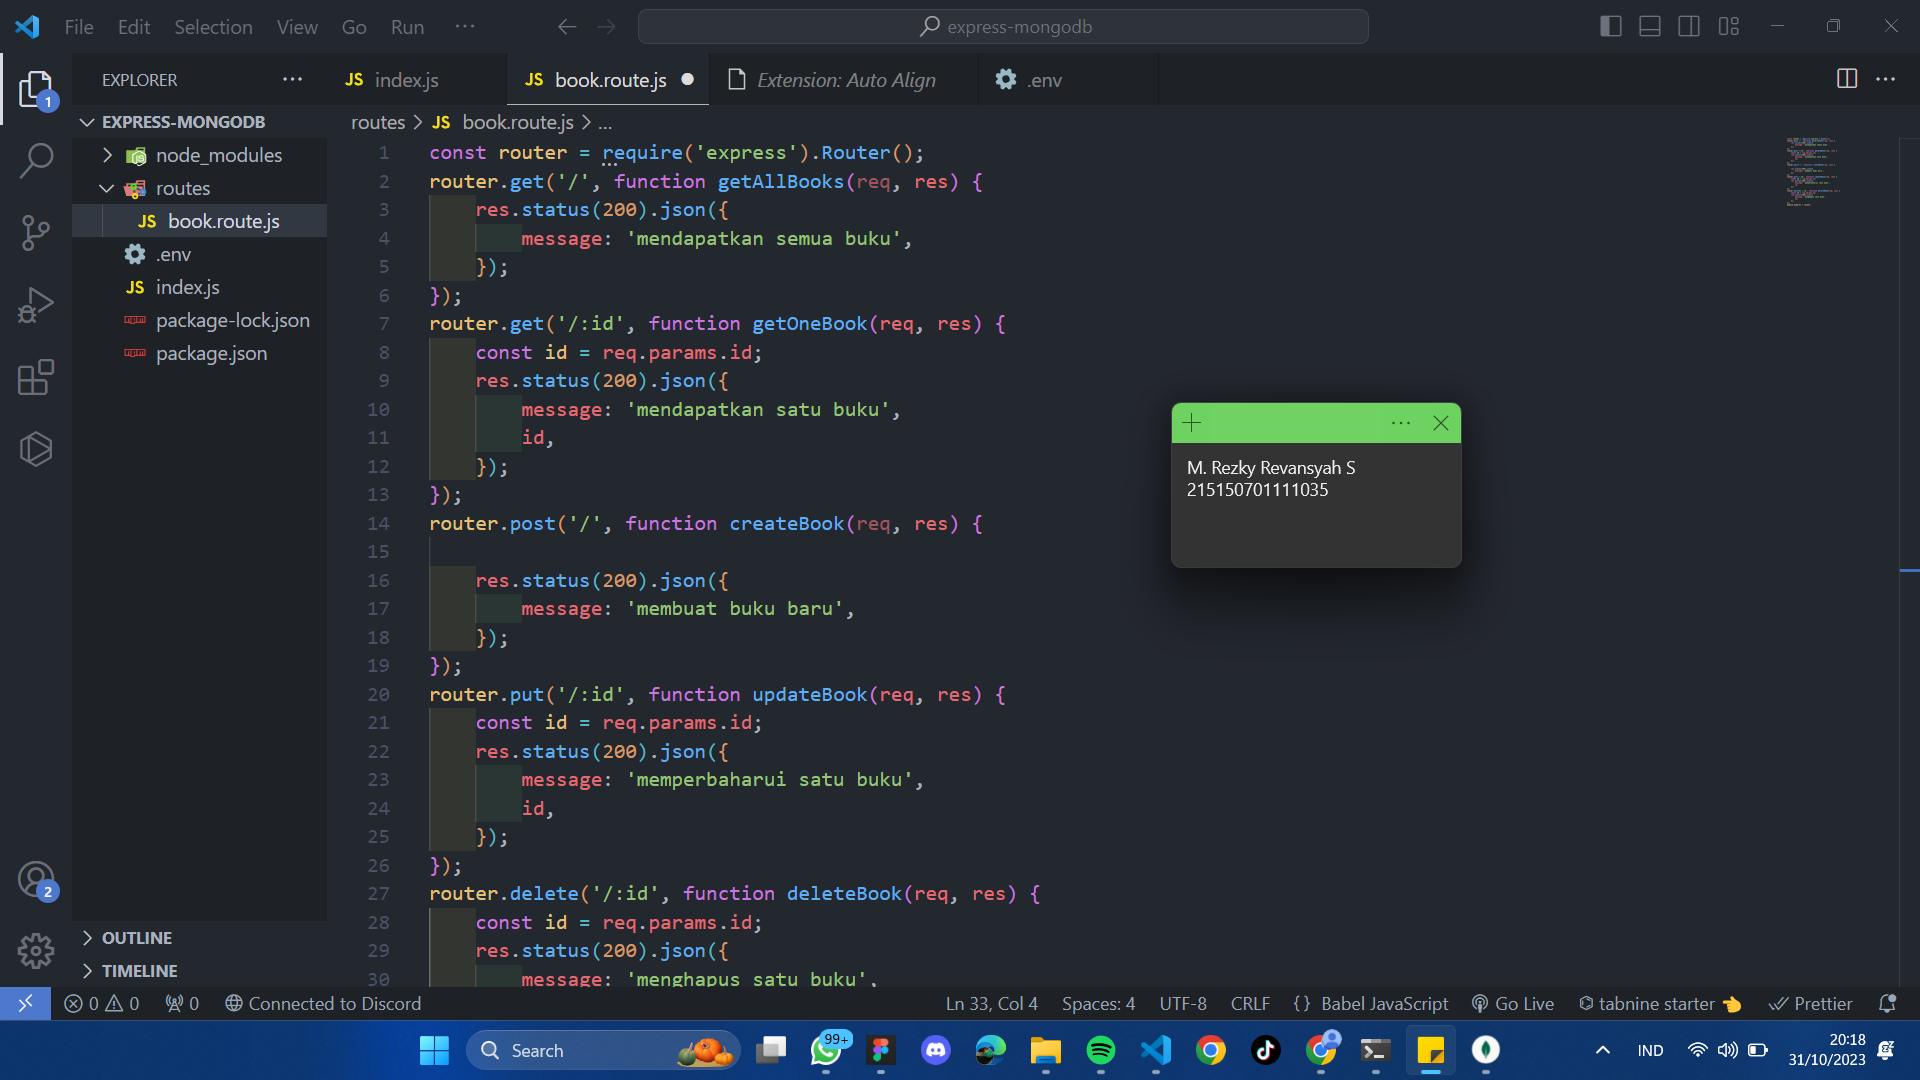 File Edit Selection View Go Run ···
express-mongodb
EXPLORER ···
JS index.js
JS book.route.js
Extension: Auto Align
.env
1
EXPRESS-MONGODB
node_modules
routes
JS book.route.js
.env
JS index.js
package-lock.json
package.json
routes > JS book.route.js > ...
1 const router = require('express').Router();
2 router.get('/', function getAllBooks(req, res) {
3 res.status(200).json({
4 message: 'mendapatkan semua buku',
5 });
6 });
7 router.get('/:id', function getOneBook(req, res) {
8 const id = req.params.id;
9 res.status(200).json({
10 message: 'mendapatkan satu buku',
11 id,
12 });
13 });
14 router.post('/', function createBook(req, res) {
15
16 res.status(200).json({
17 message: 'membuat buku baru',
18 });
19 });
20 router.put('/:id', function updateBook(req, res) {
21 const id = req.params.id;
22 res.status(200).json({
23 message: 'memperbaharui satu buku',
24 id,
25 });
26 });
27 router.delete('/:id', function deleteBook(req, res) {
28 const id = req.params.id;
29 res.status(200).json({
30 message: 'menghapus satu buku',
M. Rezky Revansyah S
215150701111035
2
OUTLINE
TIMELINE
0 0 0 Connected to Discord
Ln 33, Col 4 Spaces: 4 UTF-8 CRLF {} Babel JavaScript Go Live tabnine starter Prettier
Search
99+
IND
20:18
31/10/2023